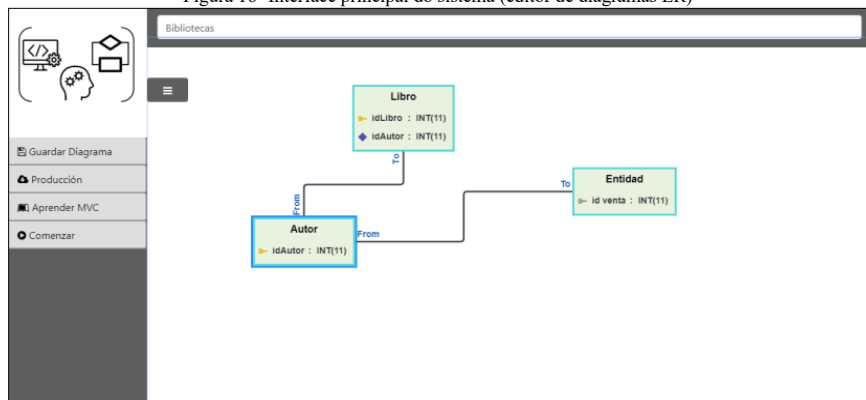 Figura 10- Interface principal do sistema (editor de diagramas ER)
Bibliotecas
</>
Guardar Diagrama
Producción
Aprender MVC
Comenzar
Libro
idLibro : INT(11)
idAutor : INT(11)
To
From
Autor
idAutor : INT(11)
From
To
Entidad
id venta : INT(11)